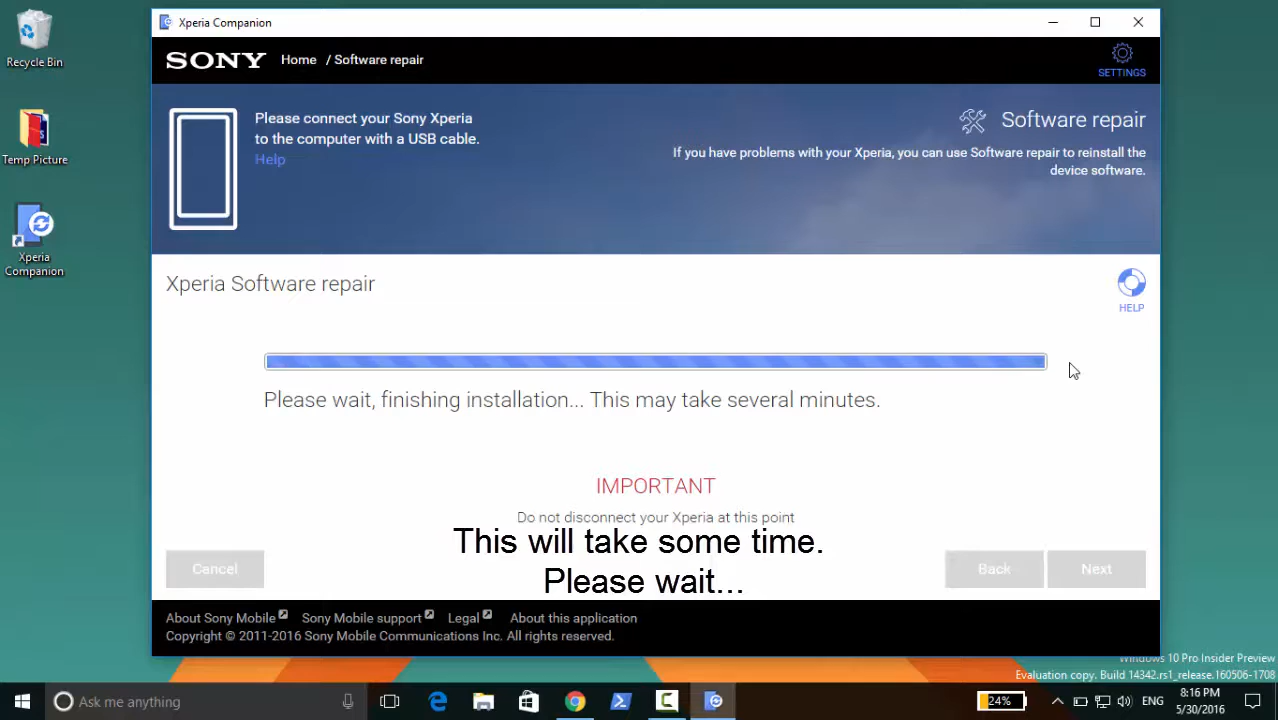 Recycle Bin
Temp Picture
Xperia
Companion
Xperia Companion
SONY Home / Software repair
SETTINGS
Please connect your Sony Xperia
to the computer with a USB cable.
Help
Software repair
If you have problems with your Xperia, you can use Software repair to reinstall the
device software.
Xperia Software repair
HELP
Please wait, finishing installation... This may take several minutes.
IMPORTANT
Do not disconnect your Xperia at this point
This will take some time.
Please wait...
Cancel
Back
Next
About Sony Mobile Sony Mobile support Legal About this application
Copyright © 2011-2016 Sony Mobile Communications Inc. All rights reserved.
Windows 10 Pro Insider Preview
Evaluation copy. Build 14342.rs1_release.160506-1708
Ask me anything
24%
ENG
8:16 PM
5/30/2016